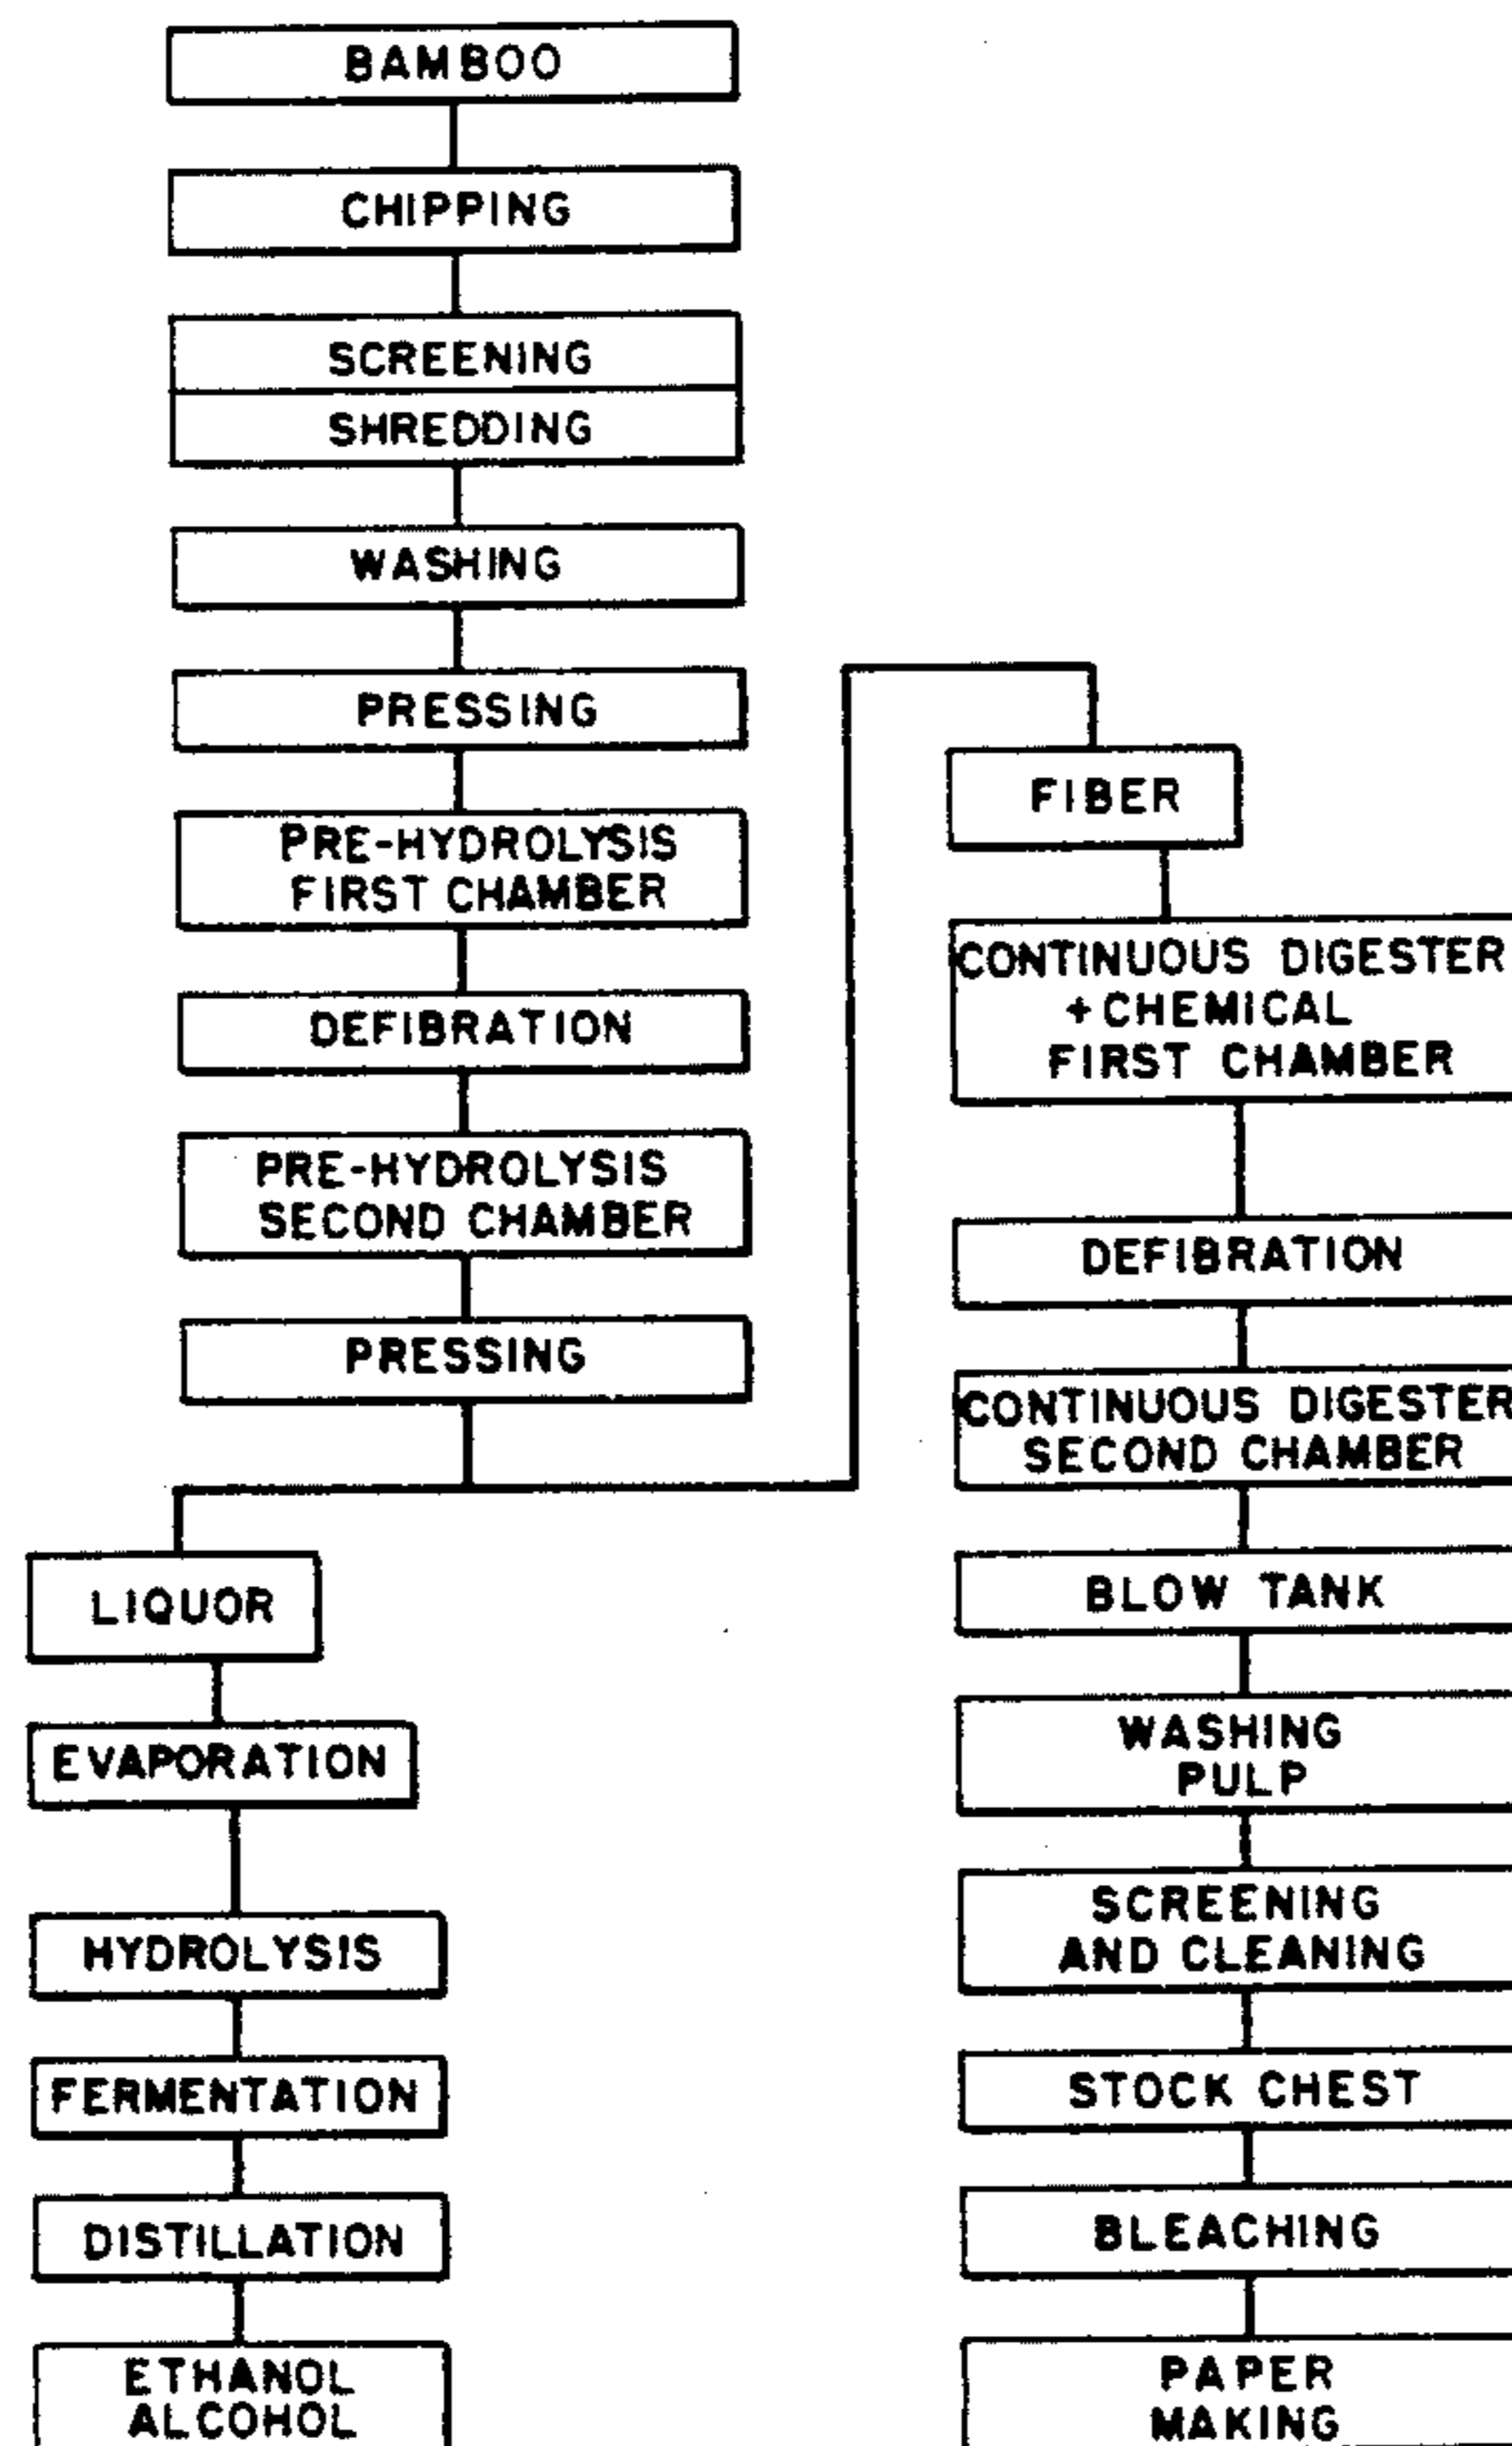 BAMBOO
CHIPPING
SCREENING
SHREDDING
WASHING
PRESSING
PRE-HYDROLYSIS
FIRST CHAMBER
DEFIBRATION
PRE-HYDROLYSIS
SECOND CHAMBER
PRESSING
LIQUOR
EVAPORATION
HYDROLYSIS
FERMENTATION
DISTILLATION
ETHANOL
ALCOHOL
FIBER
CONTINUOUS DIGESTER
+ CHEMICAL
FIRST CHAMBER
DEFIBRATION
CONTINUOUS DIGESTER
SECOND CHAMBER
BLOW TANK
WASHING
PULP
SCREENING
AND CLEANING
STOCK CHEST
BLEACHING
PAPER
MAKING